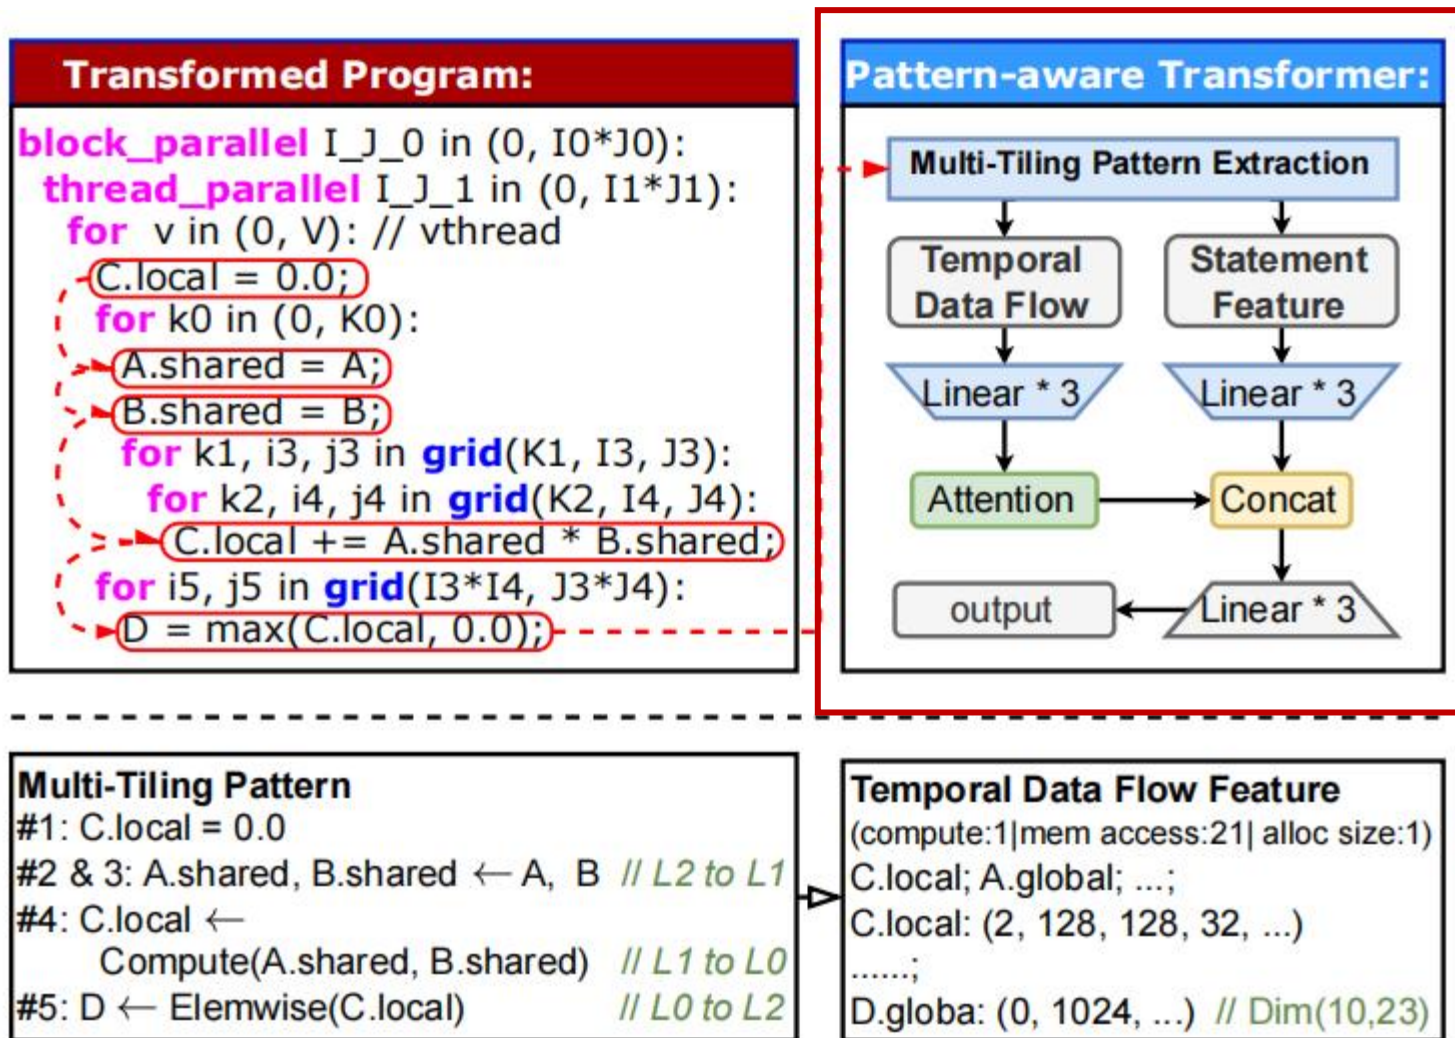 Transformed Program:
block_parallel I_J_0 in (0, I0*J0):
thread_parallel I_J_1 in (0, I1*J1):
for v in (0, V): // vthread
C.local = 0.0;
for k0 in (0, K0):
A.shared = A;
B.shared = B;
for k1, i3, j3 in grid(K1, I3, J3):
for k2, i4, j4 in grid(K2, I4, J4):
C.local += A.shared * B.shared;
for i5, j5 in grid(I3*I4, J3*J4):
D = max(C.local, 0.0);
Pattern-aware Transformer:
Multi-Tiling Pattern Extraction
Temporal
Data Flow
Statement
Feature
Linear * 3
Linear * 3
Attention
Concat
output
Linear * 3
Multi-Tiling Pattern
#1: C.local = 0.0
#2 & 3: A.shared, B.shared ← A, B // L2 to L1
#4: C.local ←
Compute(A.shared, B.shared) // L1 to L0
#5: D ← Elemwise(C.local) // L0 to L2
Temporal Data Flow Feature
(compute:1|mem access:21| alloc size:1)
C.local; A.global; ...;
C.local: (2, 128, 128, 32, ...)
......;
D.globa: (0, 1024, ...) // Dim(10,23)